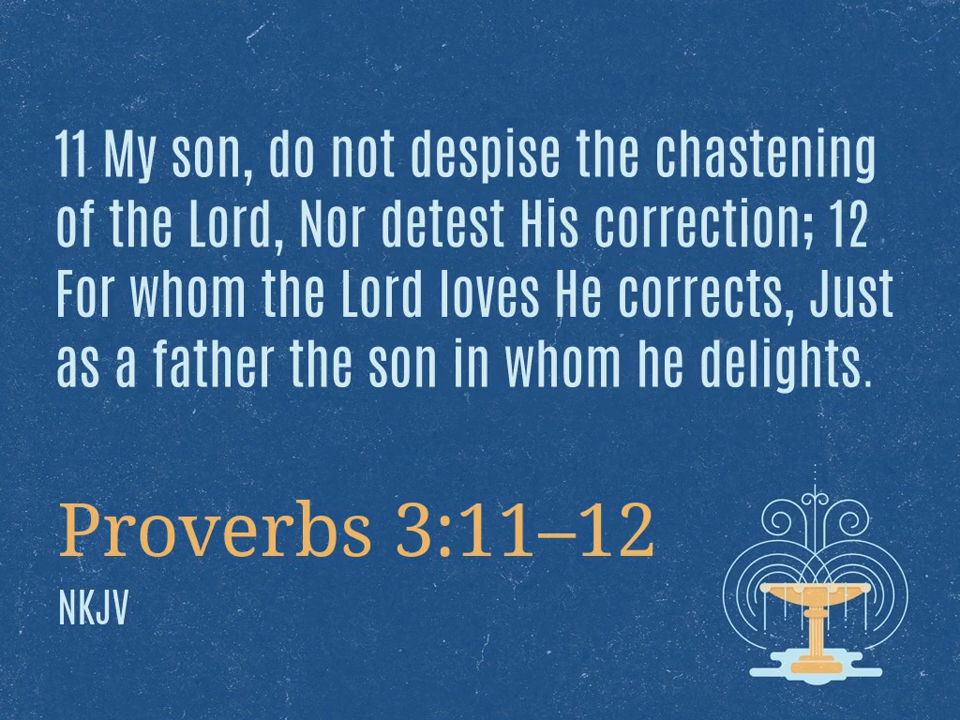 11 My son, do not despise the chastening
of the Lord, Nor detest His correction; 12
For whom the Lord loves He corrects, Just
as a father the son in whom he delights.
Proverbs 3:11–12
NKJV